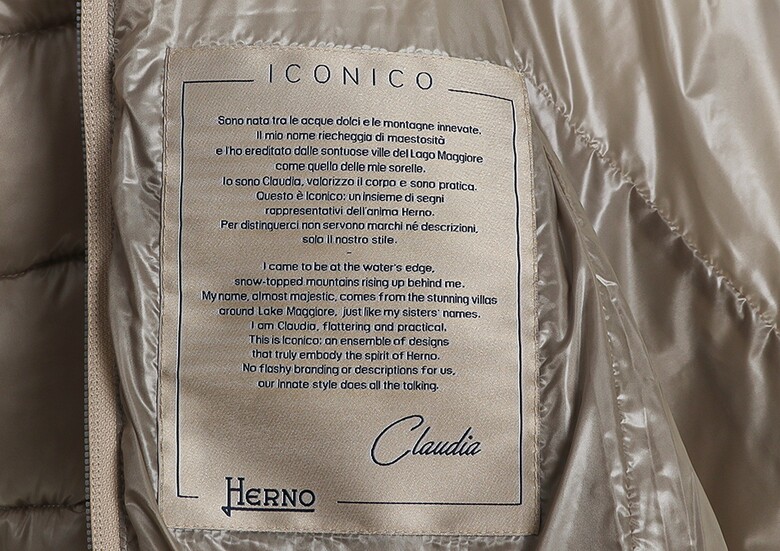 ICONICO
Sono nata tra le acque dolci e le montagne innevate.
Il mio nome riecheggia di maestosità
e l'ho ereditato dalle sontuose ville del Lago Maggiore
come quello delle mie sorelle.
Io sono Claudia, valorizzo il corpo e sono pratica.
Questo è Iconico: un insieme di segni
rappresentativi dell'anima Herno.
Per distinguerci non servono marchi né descrizioni,
solo il nostro stile.
-
I came to be at the water's edge,
snow-topped mountains rising up behind me.
My name, almost majestic, comes from the stunning villas
around Lake Maggiore, just like my sisters' names.
I am Claudia, flattering and practical.
This is Iconico: an ensemble of designs
that truly embody the spirit of Herno.
No flashy branding or descriptions for us,
our innate style does all the talking.
Claudia
HERNO